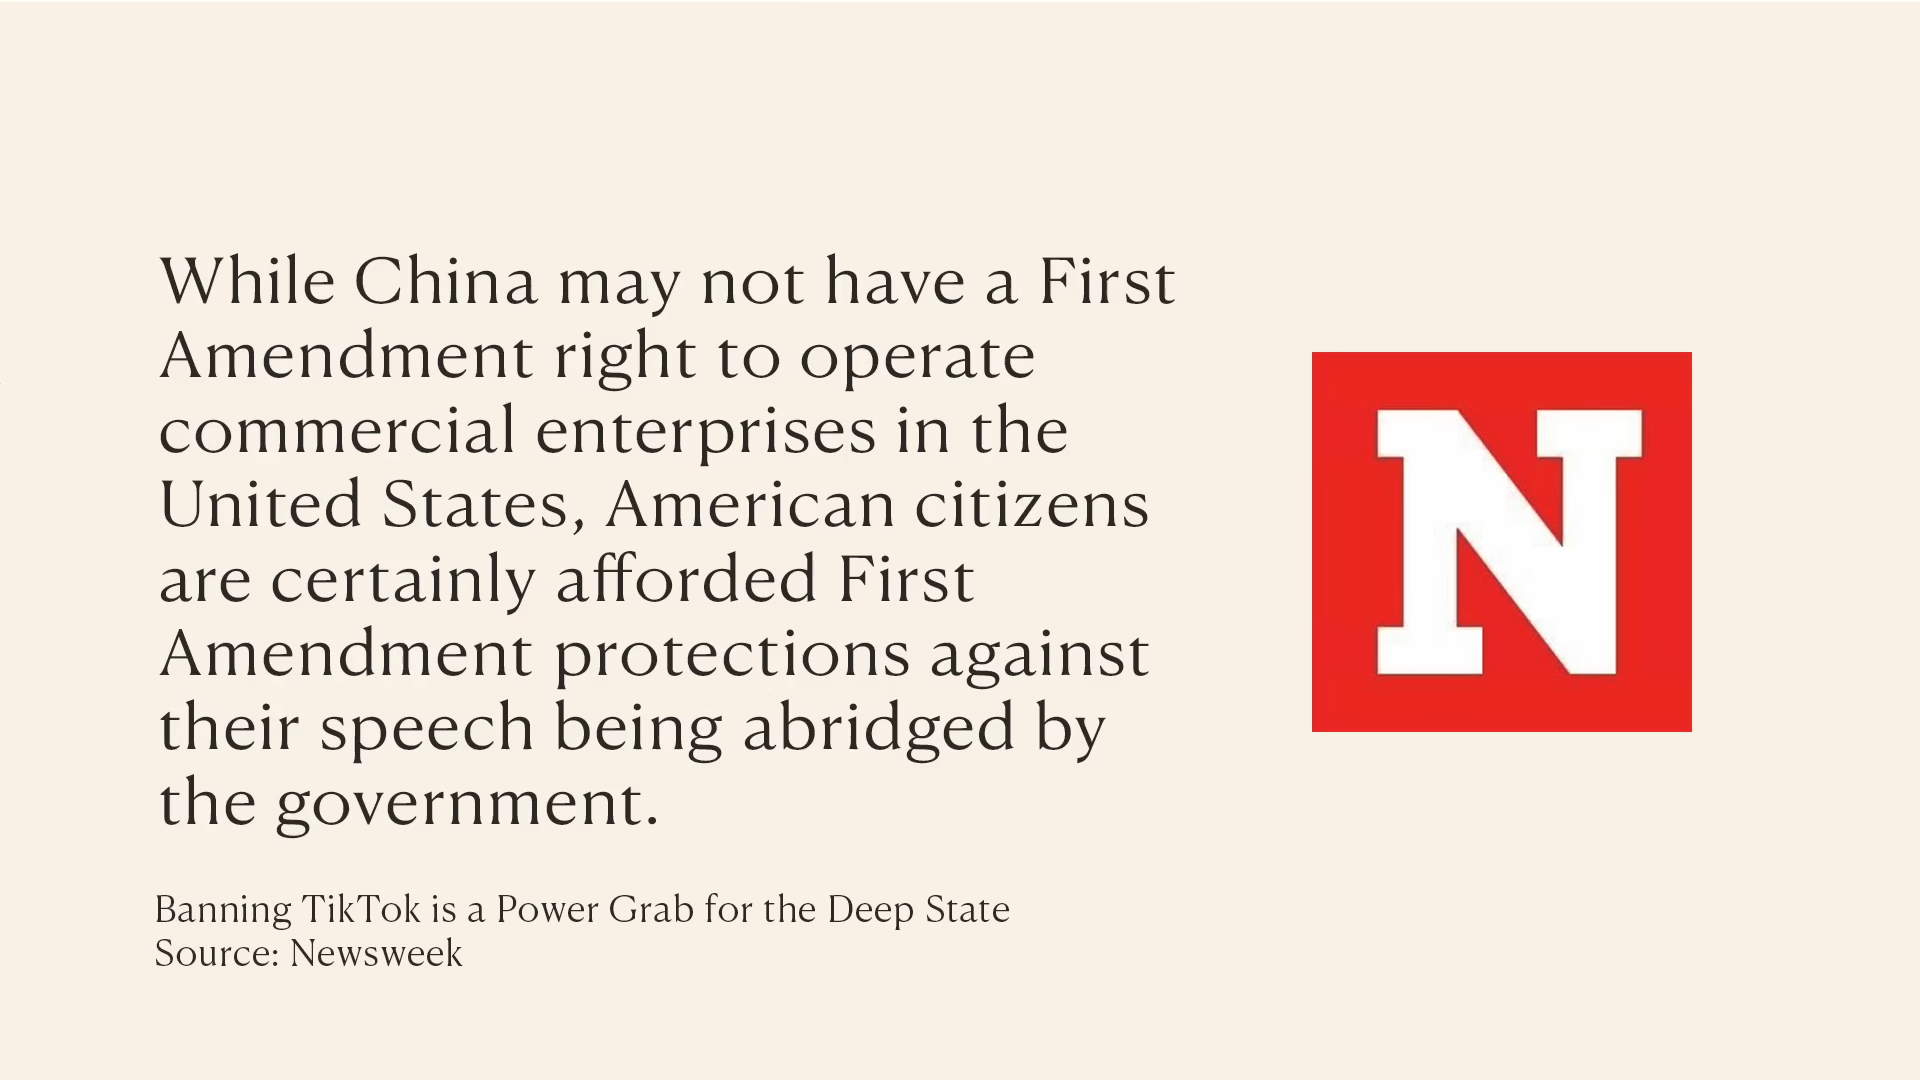 While China may not have a First
Amendment right to operate
commercial enterprises in the
United States, American citizens
are certainly afforded First
Amendment protections against
their speech being abridged by
the government.
N
Banning TikTok is a Power Grab for the Deep State
Source: Newsweek